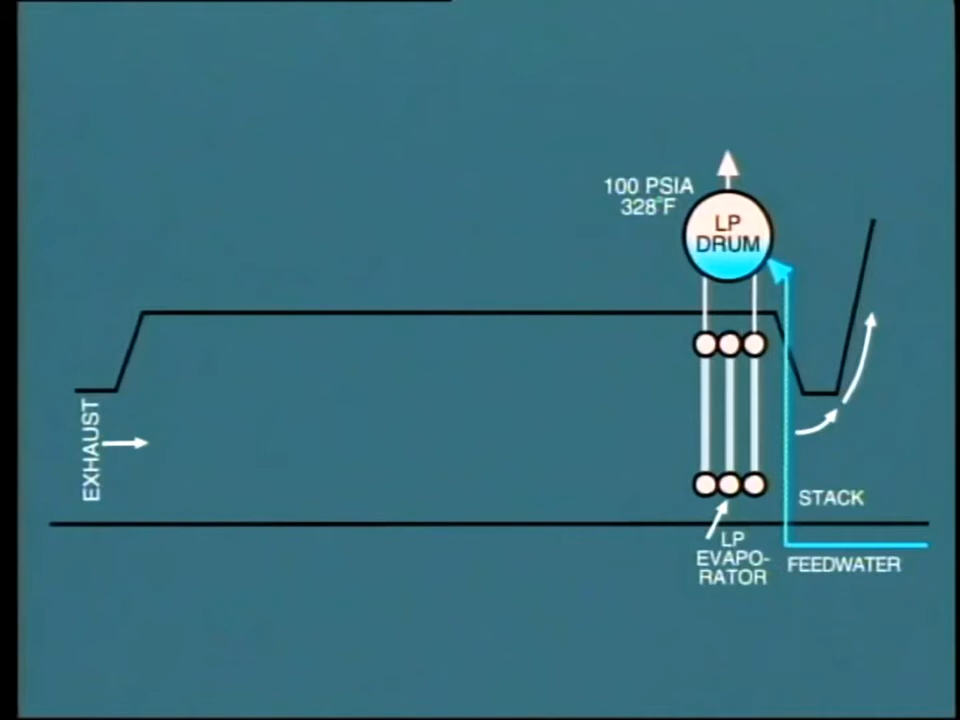 100 PSIA
328°F
LP
DRUM
EXHAUST
STACK
LP
EVAPO-
RATOR
FEEDWATER